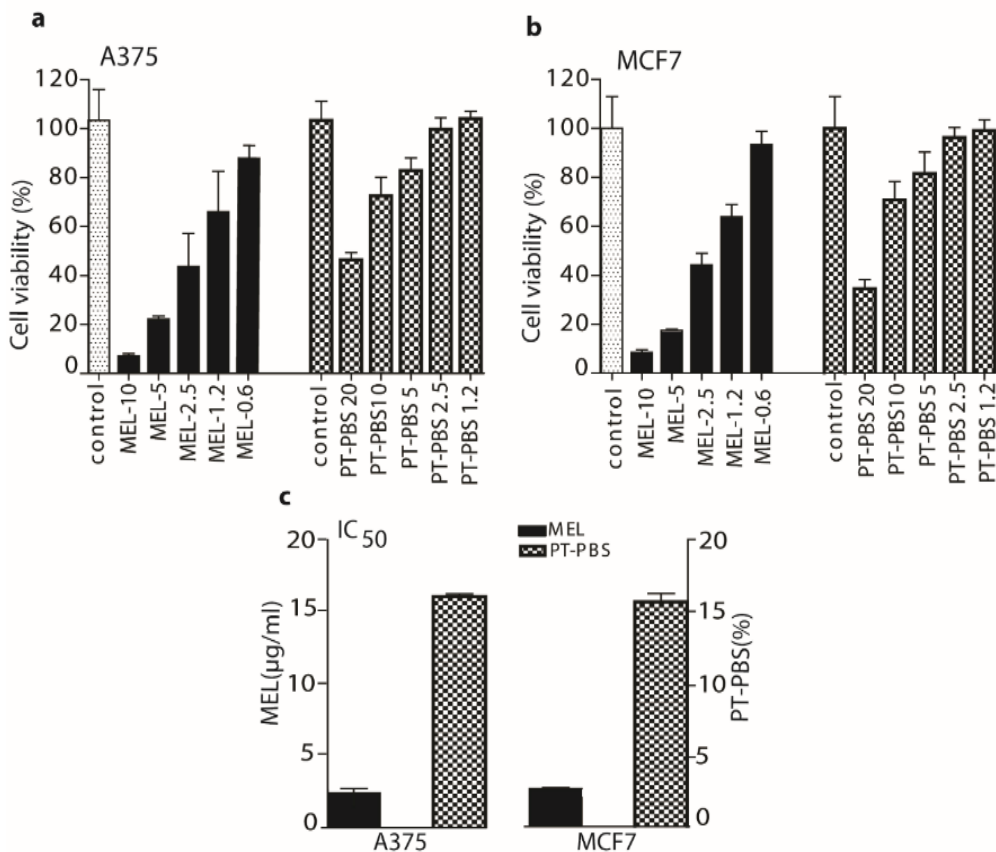 a
A375
Cell viability (%)
120
100
80
60
40
20
0
control
MEL-10
MEL-5
MEL-2.5
MEL-1.2
MEL-0.6
control
PT-PBS 20
PT-PBS10
PT-PBS 5
PT-PBS 2.5
PT-PBS 1.2
b
MCF7
Cell viability (%)
120
100
80
60
40
20
0
control
MEL-10
MEL-5
MEL-2.5
MEL-1.2
MEL-0.6
control
PT-PBS 20
PT-PBS10
PT-PBS 5
PT-PBS 2.5
PT-PBS 1.2
c
IC50
MEL
PT-PBS
MEL(μg/ml)
20
15
10
5
0
20
15
10
5
0
PT-PBS(%)
A375
MCF7